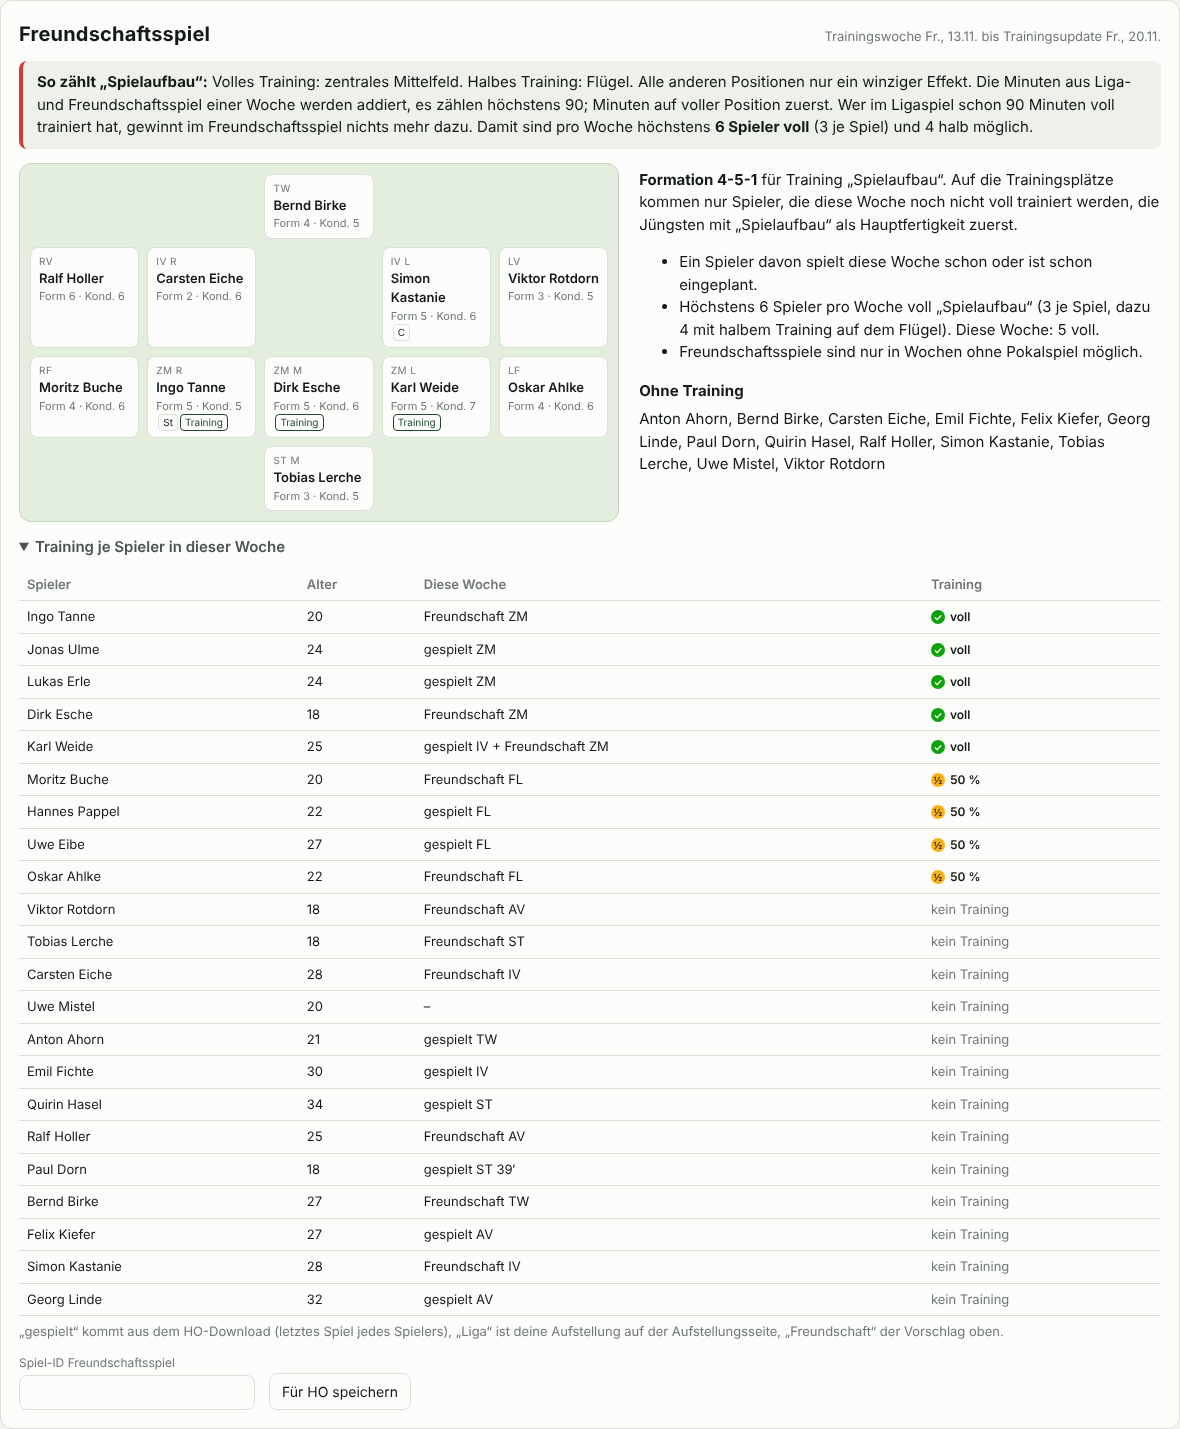 Freundschaftsspiel
Trainingswoche Fr., 13.11. bis Trainingsupdate Fr., 20.11.
So zählt „Spielaufbau“: Volles Training: zentrales Mittelfeld. Halbes Training: Flügel. Alle anderen Positionen nur ein winziger Effekt. Die Minuten aus Liga-
und Freundschaftsspiel einer Woche werden addiert, es zählen höchstens 90; Minuten auf voller Position zuerst. Wer im Ligaspiel schon 90 Minuten voll
trainiert hat, gewinnt im Freundschaftsspiel nichts mehr dazu. Damit sind pro Woche höchstens 6 Spieler voll (3 je Spiel) und 4 halb möglich.
TW
Bernd Birke
Form 4 · Kond. 5
RV
Ralf Holler
Form 6 · Kond. 6
IV R
Carsten Eiche
Form 2 · Kond. 6
IV L
Simon
Kastanie
Form 5 · Kond. 6
C
LV
Viktor Rotdorn
Form 3 · Kond. 5
RF
Moritz Buche
Form 4 · Kond. 6
ZM R
Ingo Tanne
Form 5 · Kond. 5
St Training
ZM M
Dirk Esche
Form 5 · Kond. 6
Training
ZM L
Karl Weide
Form 5 · Kond. 7
Training
LF
Oskar Ahlke
Form 4 · Kond. 6
ST M
Tobias Lerche
Form 3 · Kond. 5
Formation 4-5-1 für Training „Spielaufbau“. Auf die Trainingsplätze
kommen nur Spieler, die diese Woche noch nicht voll trainiert werden, die
Jüngsten mit „Spielaufbau“ als Hauptfertigkeit zuerst.
• Ein Spieler davon spielt diese Woche schon oder ist schon
eingeplant.
• Höchstens 6 Spieler pro Woche voll „Spielaufbau“ (3 je Spiel, dazu
4 mit halbem Training auf dem Flügel). Diese Woche: 5 voll.
• Freundschaftsspiele sind nur in Wochen ohne Pokalspiel möglich.
Ohne Training
Anton Ahorn, Bernd Birke, Carsten Eiche, Emil Fichte, Felix Kiefer, Georg
Linde, Paul Dorn, Quirin Hasel, Ralf Holler, Simon Kastanie, Tobias
Lerche, Uwe Mistel, Viktor Rotdorn
▼ Training je Spieler in dieser Woche
Spieler Alter Diese Woche Training
Ingo Tanne 20 Freundschaft ZM ✓ voll
Jonas Ulme 24 gespielt ZM ✓ voll
Lukas Erle 24 gespielt ZM ✓ voll
Dirk Esche 18 Freundschaft ZM ✓ voll
Karl Weide 25 gespielt IV + Freundschaft ZM ✓ voll
Moritz Buche 20 Freundschaft FL ½ 50 %
Hannes Pappel 22 gespielt FL ½ 50 %
Uwe Eibe 27 gespielt FL ½ 50 %
Oskar Ahlke 22 Freundschaft FL ½ 50 %
Viktor Rotdorn 18 Freundschaft AV kein Training
Tobias Lerche 18 Freundschaft ST kein Training
Carsten Eiche 28 Freundschaft IV kein Training
Uwe Mistel 20 – kein Training
Anton Ahorn 21 gespielt TW kein Training
Emil Fichte 30 gespielt IV kein Training
Quirin Hasel 34 gespielt ST kein Training
Ralf Holler 25 Freundschaft AV kein Training
Paul Dorn 18 gespielt ST 39′ kein Training
Bernd Birke 27 Freundschaft TW kein Training
Felix Kiefer 27 gespielt AV kein Training
Simon Kastanie 28 Freundschaft IV kein Training
Georg Linde 32 gespielt AV kein Training
„gespielt“ kommt aus dem HO-Download (letztes Spiel jedes Spielers), „Liga“ ist deine Aufstellung auf der Aufstellungsseite, „Freundschaft“ der Vorschlag oben.
Spiel-ID Freundschaftsspiel
Für HO speichern